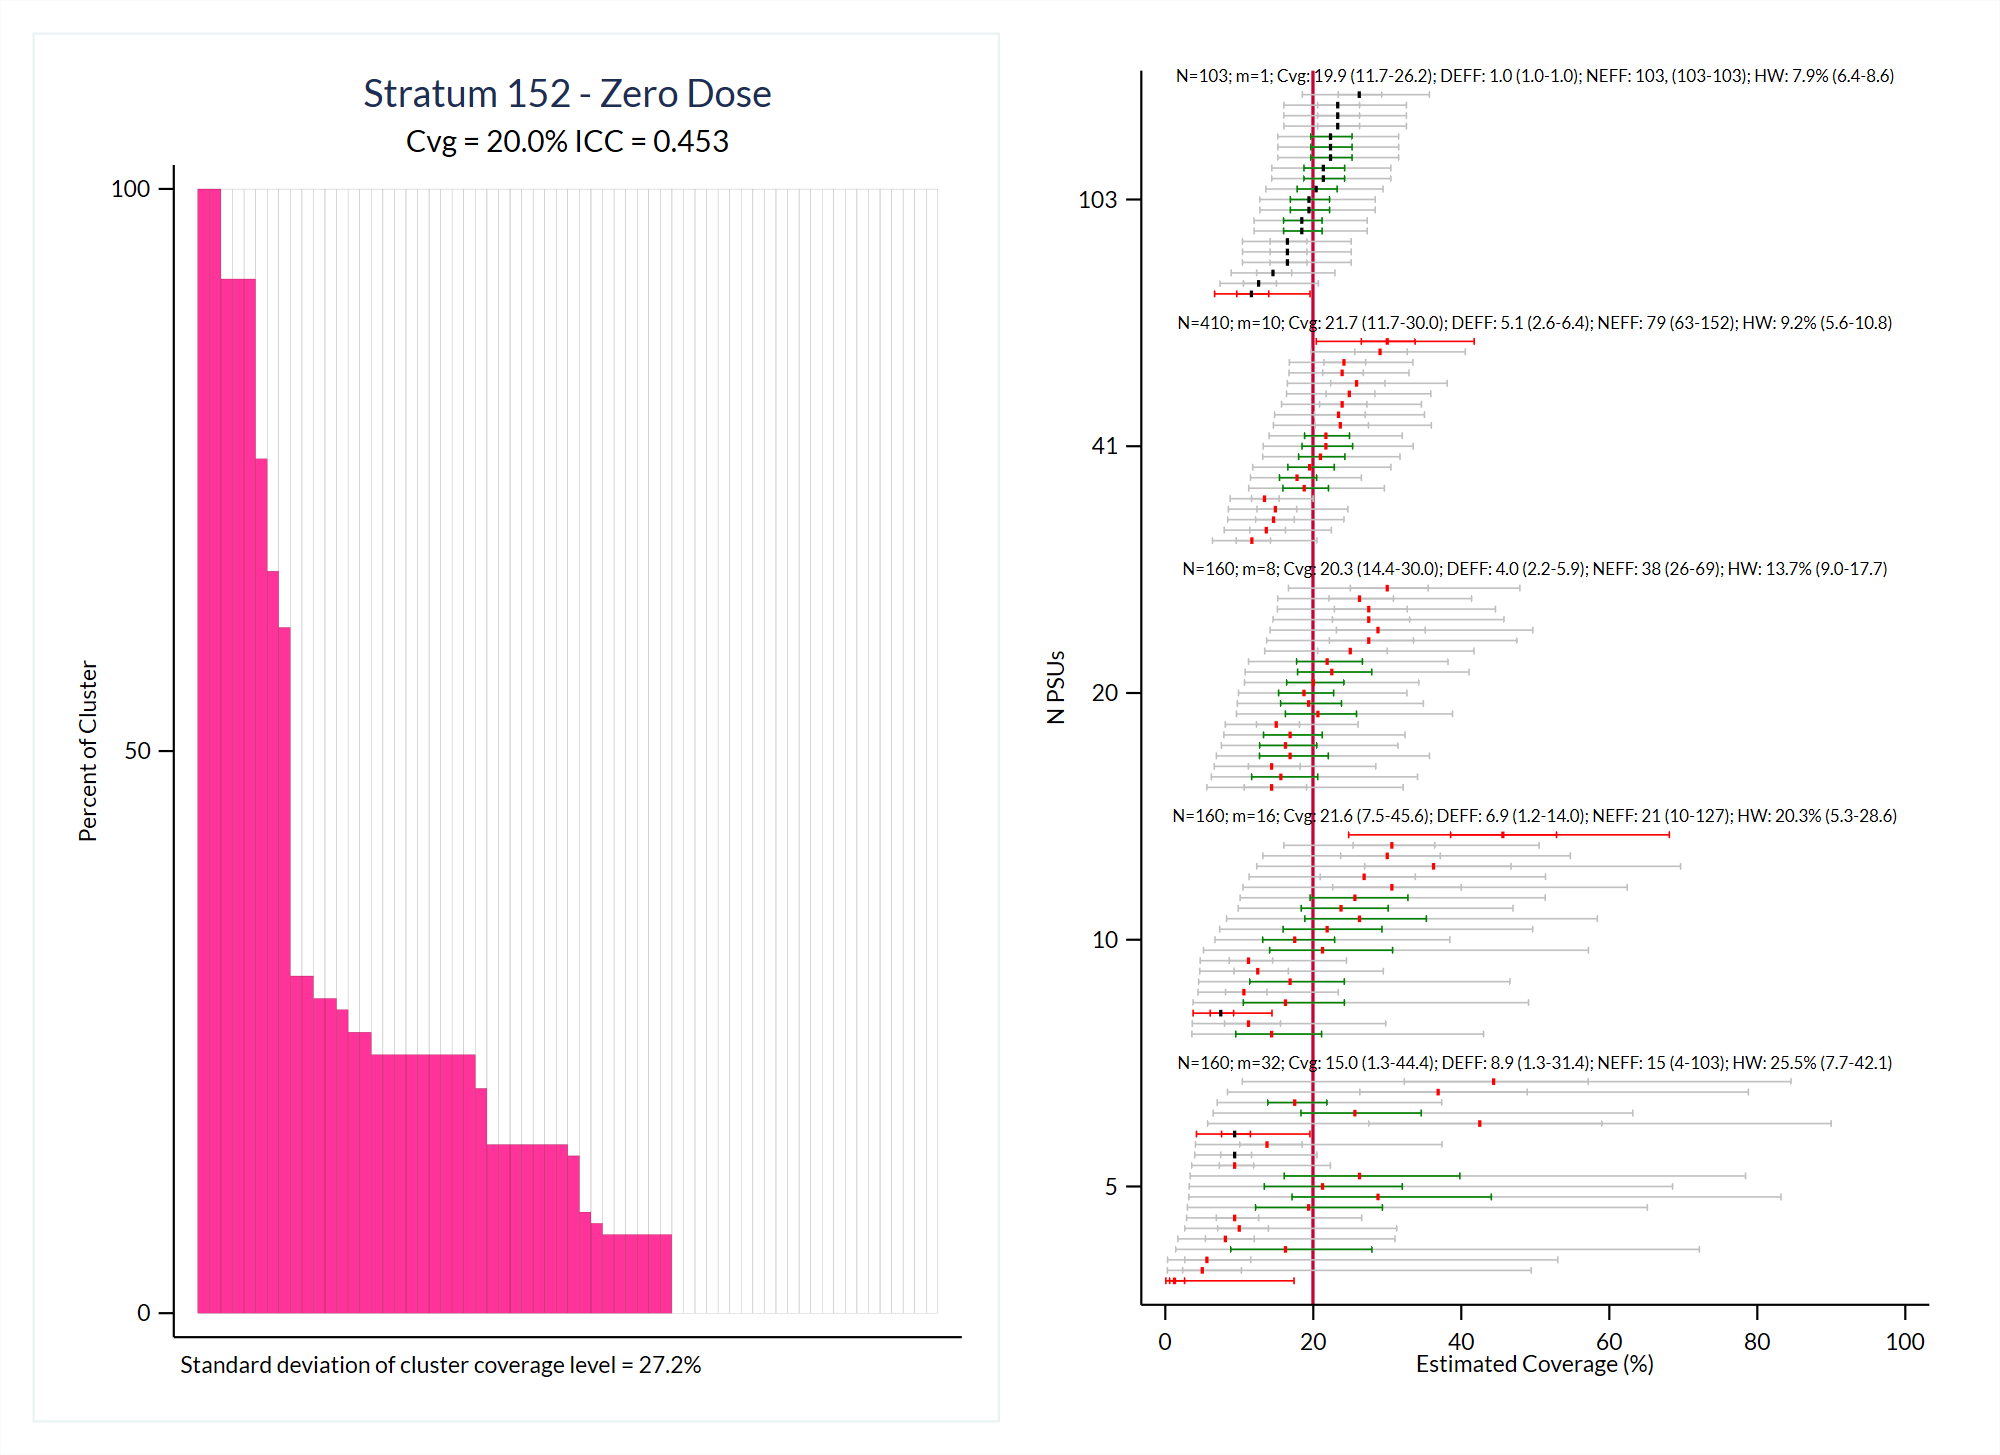 Stratum 152 - Zero Dose
Cvg = 20.0% ICC = 0.453
100
50
0
Percent of Cluster
Standard deviation of cluster coverage level = 27.2%
N=103; m=1; Cvg: 19.9 (11.7-26.2); DEFF: 1.0 (1.0-1.0); NEFF: 103, (103-103); HW: 7.9% (6.4-8.6)
103
N=410; m=10; Cvg: 21.7 (11.7-30.0); DEFF: 5.1 (2.6-6.4); NEFF: 79 (63-152); HW: 9.2% (5.6-10.8)
41
N=160; m=8; Cvg: 20.3 (14.4-30.0); DEFF: 4.0 (2.2-5.9); NEFF: 38 (26-69); HW: 13.7% (9.0-17.7)
N PSUs
20
N=160; m=16; Cvg: 21.6 (7.5-45.6); DEFF: 6.9 (1.2-14.0); NEFF: 21 (10-127); HW: 20.3% (5.3-28.6)
10
N=160; m=32; Cvg: 15.0 (1.3-44.4); DEFF: 8.9 (1.3-31.4); NEFF: 15 (4-103); HW: 25.5% (7.7-42.1)
5
0 20 40 60 80 100
Estimated Coverage (%)